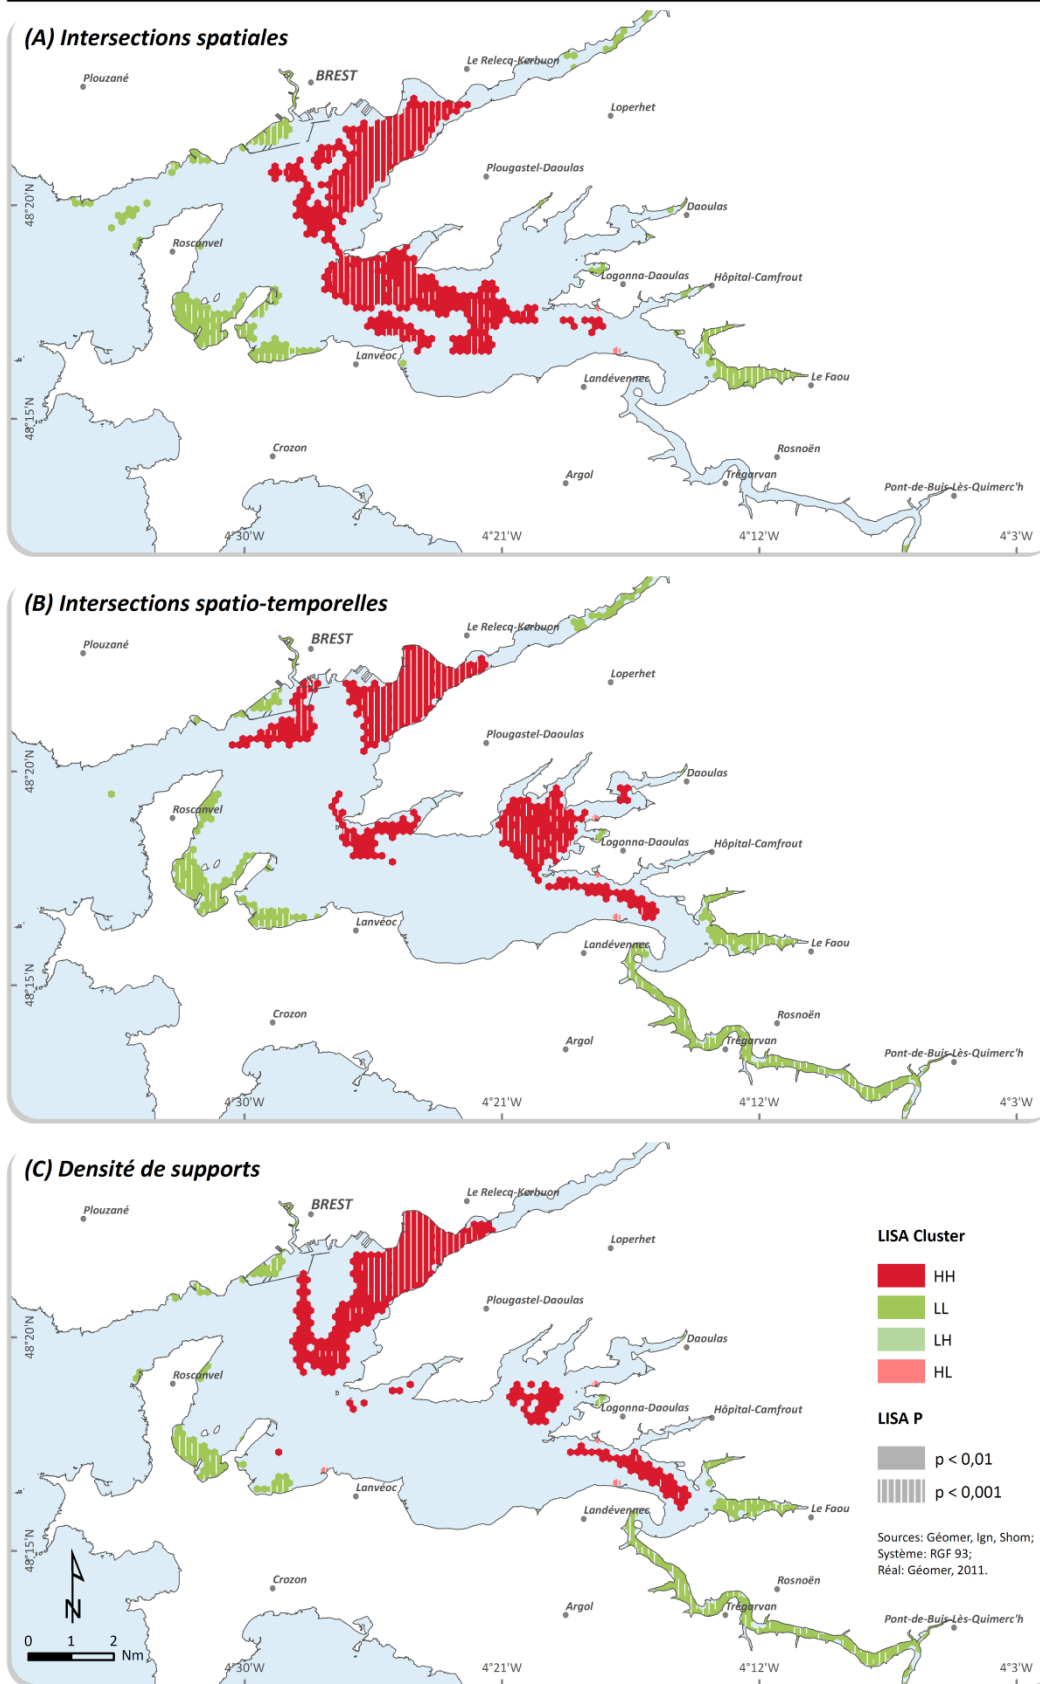 (A) Intersections spatiales
Plouzané
BREST
Le Relecq-Kerhuon
Loperhet
Plougastel-Daoulas
48°20'N
Daoulas
Roscanvel
Logonna-Daoulas
Hôpital-Camfrout
Lanvéoc
Landévennec
Le Faou
48°15'N
Crozon
Argol
Rosnoën
Trégarvan
Pont-de-Buis-Lès-Quimerc'h
4°30'W
4°21'W
4°12'W
4°3'W
(B) Intersections spatio-temporelles
Plouzané
BREST
Le Relecq-Kerhuon
Loperhet
Plougastel-Daoulas
48°20'N
Daoulas
Roscanvel
Logonna-Daoulas
Hôpital-Camfrout
Lanvéoc
Landévennec
Le Faou
48°15'N
Crozon
Argol
Rosnoën
Trégarvan
Pont-de-Buis-Lès-Quimerc'h
4°30'W
4°21'W
4°12'W
4°3'W
(C) Densité de supports
Plouzané
BREST
Le Relecq-Kerhuon
Loperhet
Plougastel-Daoulas
48°20'N
Daoulas
Roscanvel
Logonna-Daoulas
Hôpital-Camfrout
Lanvéoc
Landévennec
Le Faou
48°15'N
Crozon
Argol
Rosnoën
Trégarvan
Pont-de-Buis-Lès-Quimerc'h
4°30'W
4°21'W
4°12'W
4°3'W
N
0 1 2 Nm
LISA Cluster
HH
LL
LH
HL
LISA P
p < 0,01
p < 0,001
Sources: Géomer, Ign, Shom;
Système: RGF 93;
Réal: Géomer, 2011.